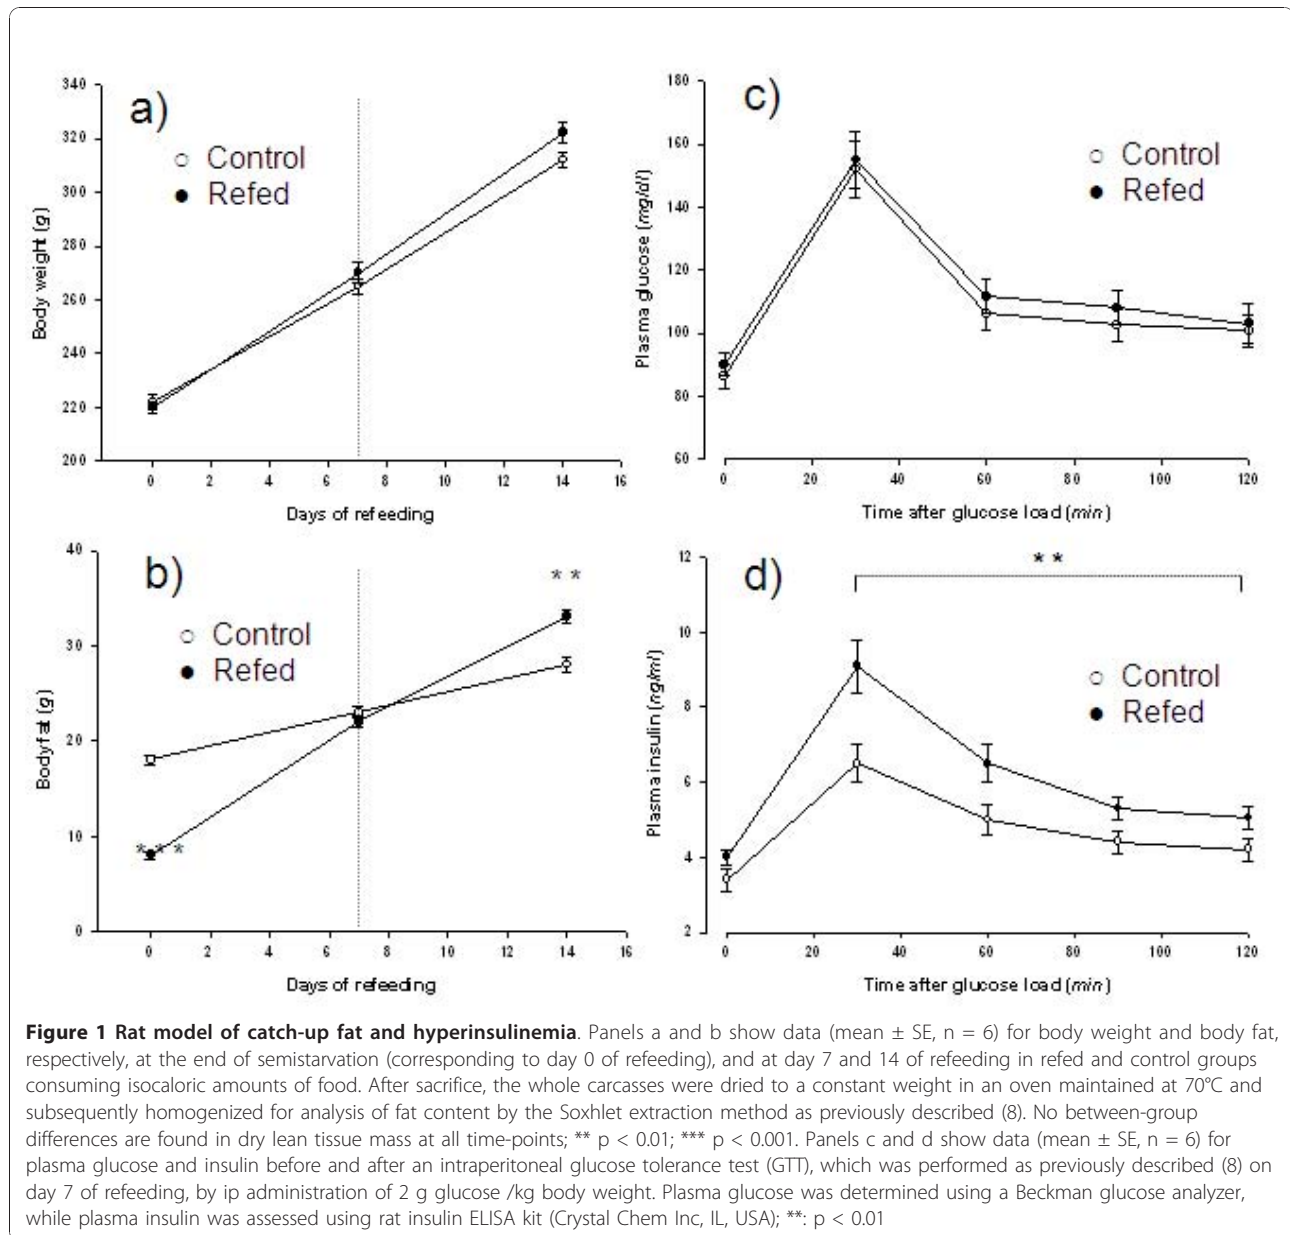 a)
Control
Refed
Body weight (g)
340
320
300
280
260
240
220
200
0 2 4 6 8 10 12 14 16
Days of refeeding
c)
Control
Refed
Plasma glucose (mg/dl)
180
160
140
120
100
80
60
0 20 40 60 80 100 120
Time after glucose load (min)
b)
Control
Refed
* *
* * *
Body fat (g)
40
30
20
10
0
0 2 4 6 8 10 12 14 16
Days of refeeding
d)
* *
Control
Refed
Plasma insulin (ng/ml)
12
10
8
6
4
2
0 20 40 60 80 100 120
Time after glucose load (min)
Figure 1 Rat model of catch-up fat and hyperinsulinemia. Panels a and b show data (mean ± SE, n = 6) for body weight and body fat,
respectively, at the end of semistarvation (corresponding to day 0 of refeeding), and at day 7 and 14 of refeeding in refed and control groups
consuming isocaloric amounts of food. After sacrifice, the whole carcasses were dried to a constant weight in an oven maintained at 70°C and
subsequently homogenized for analysis of fat content by the Soxhlet extraction method as previously described (8). No between-group
differences are found in dry lean tissue mass at all time-points; ** p < 0.01; *** p < 0.001. Panels c and d show data (mean ± SE, n = 6) for
plasma glucose and insulin before and after an intraperitoneal glucose tolerance test (GTT), which was performed as previously described (8) on
day 7 of refeeding, by ip administration of 2 g glucose /kg body weight. Plasma glucose was determined using a Beckman glucose analyzer,
while plasma insulin was assessed using rat insulin ELISA kit (Crystal Chem Inc, IL, USA); **: p < 0.01